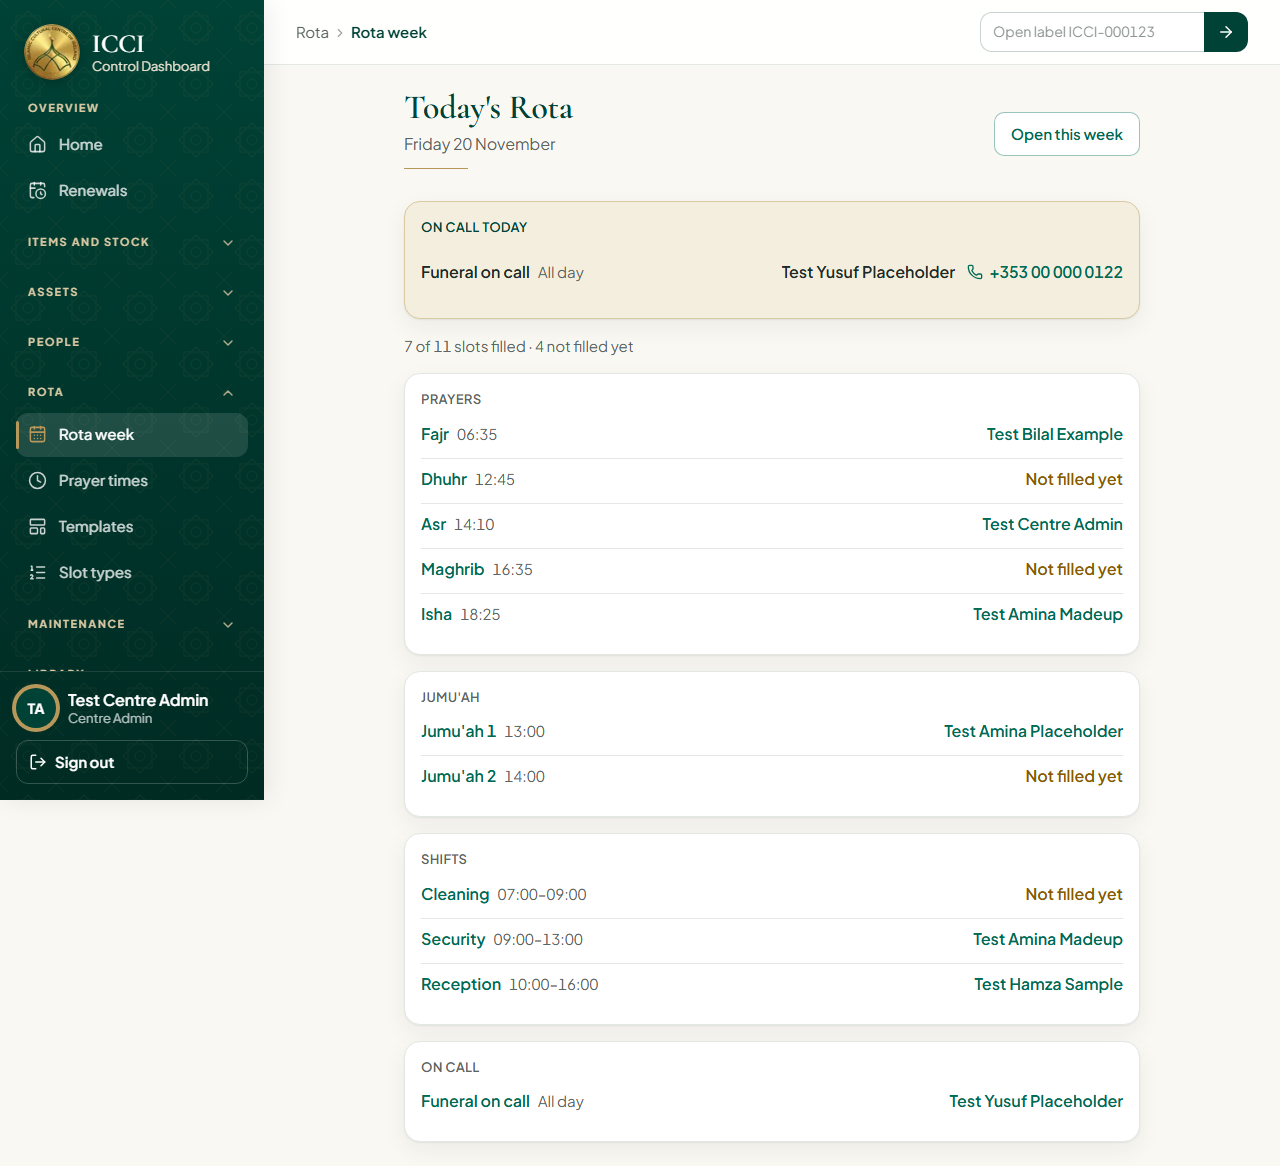 ICCI
Control Dashboard
OVERVIEW
Home
Renewals
ITEMS AND STOCK
ASSETS
PEOPLE
ROTA
Rota week
Prayer times
Templates
Slot types
MAINTENANCE
TA
Test Centre Admin
Centre Admin
Sign out
Rota > Rota week
Open label ICCI-000123
Today's Rota
Friday 20 November
Open this week
ON CALL TODAY
Funeral on call All day Test Yusuf Placeholder +353 00 000 0122
7 of 11 slots filled · 4 not filled yet
PRAYERS
Fajr 06:35 Test Bilal Example
Dhuhr 12:45 Not filled yet
Asr 14:10 Test Centre Admin
Maghrib 16:35 Not filled yet
Isha 18:25 Test Amina Madeup
JUMU'AH
Jumu'ah 1 13:00 Test Amina Placeholder
Jumu'ah 2 14:00 Not filled yet
SHIFTS
Cleaning 07:00–09:00 Not filled yet
Security 09:00–13:00 Test Amina Madeup
Reception 10:00–16:00 Test Hamza Sample
ON CALL
Funeral on call All day Test Yusuf Placeholder